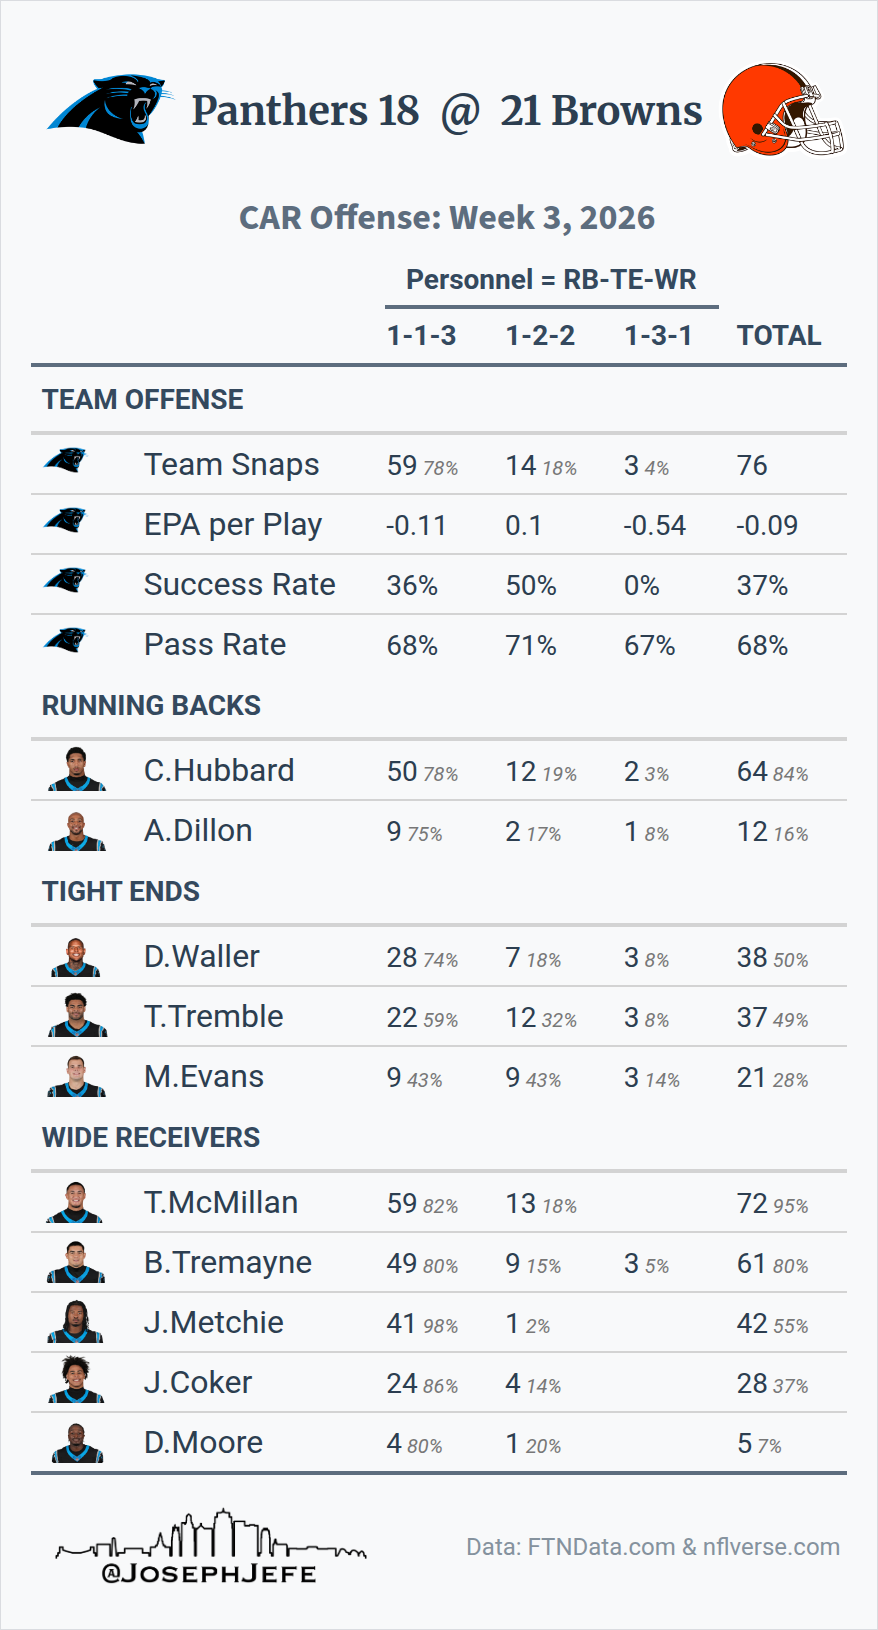 Panthers 18 @ 21 Browns
CAR Offense: Week 3, 2026
Personnel = RB-TE-WR
1-1-3 1-2-2 1-3-1 TOTAL
TEAM OFFENSE
Team Snaps 59 78% 14 18% 3 4% 76
EPA per Play -0.11 0.1 -0.54 -0.09
Success Rate 36% 50% 0% 37%
Pass Rate 68% 71% 67% 68%
RUNNING BACKS
C.Hubbard 50 78% 12 19% 2 3% 64 84%
A.Dillon 9 75% 2 17% 1 8% 12 16%
TIGHT ENDS
D.Waller 28 74% 7 18% 3 8% 38 50%
T.Tremble 22 59% 12 32% 3 8% 37 49%
M.Evans 9 43% 9 43% 3 14% 21 28%
WIDE RECEIVERS
T.McMillan 59 82% 13 18% 72 95%
B.Tremayne 49 80% 9 15% 3 5% 61 80%
J.Metchie 41 98% 1 2% 42 55%
J.Coker 24 86% 4 14% 28 37%
D.Moore 4 80% 1 20% 5 7%
@JOSEPHJEFE
Data: FTNData.com & nflverse.com